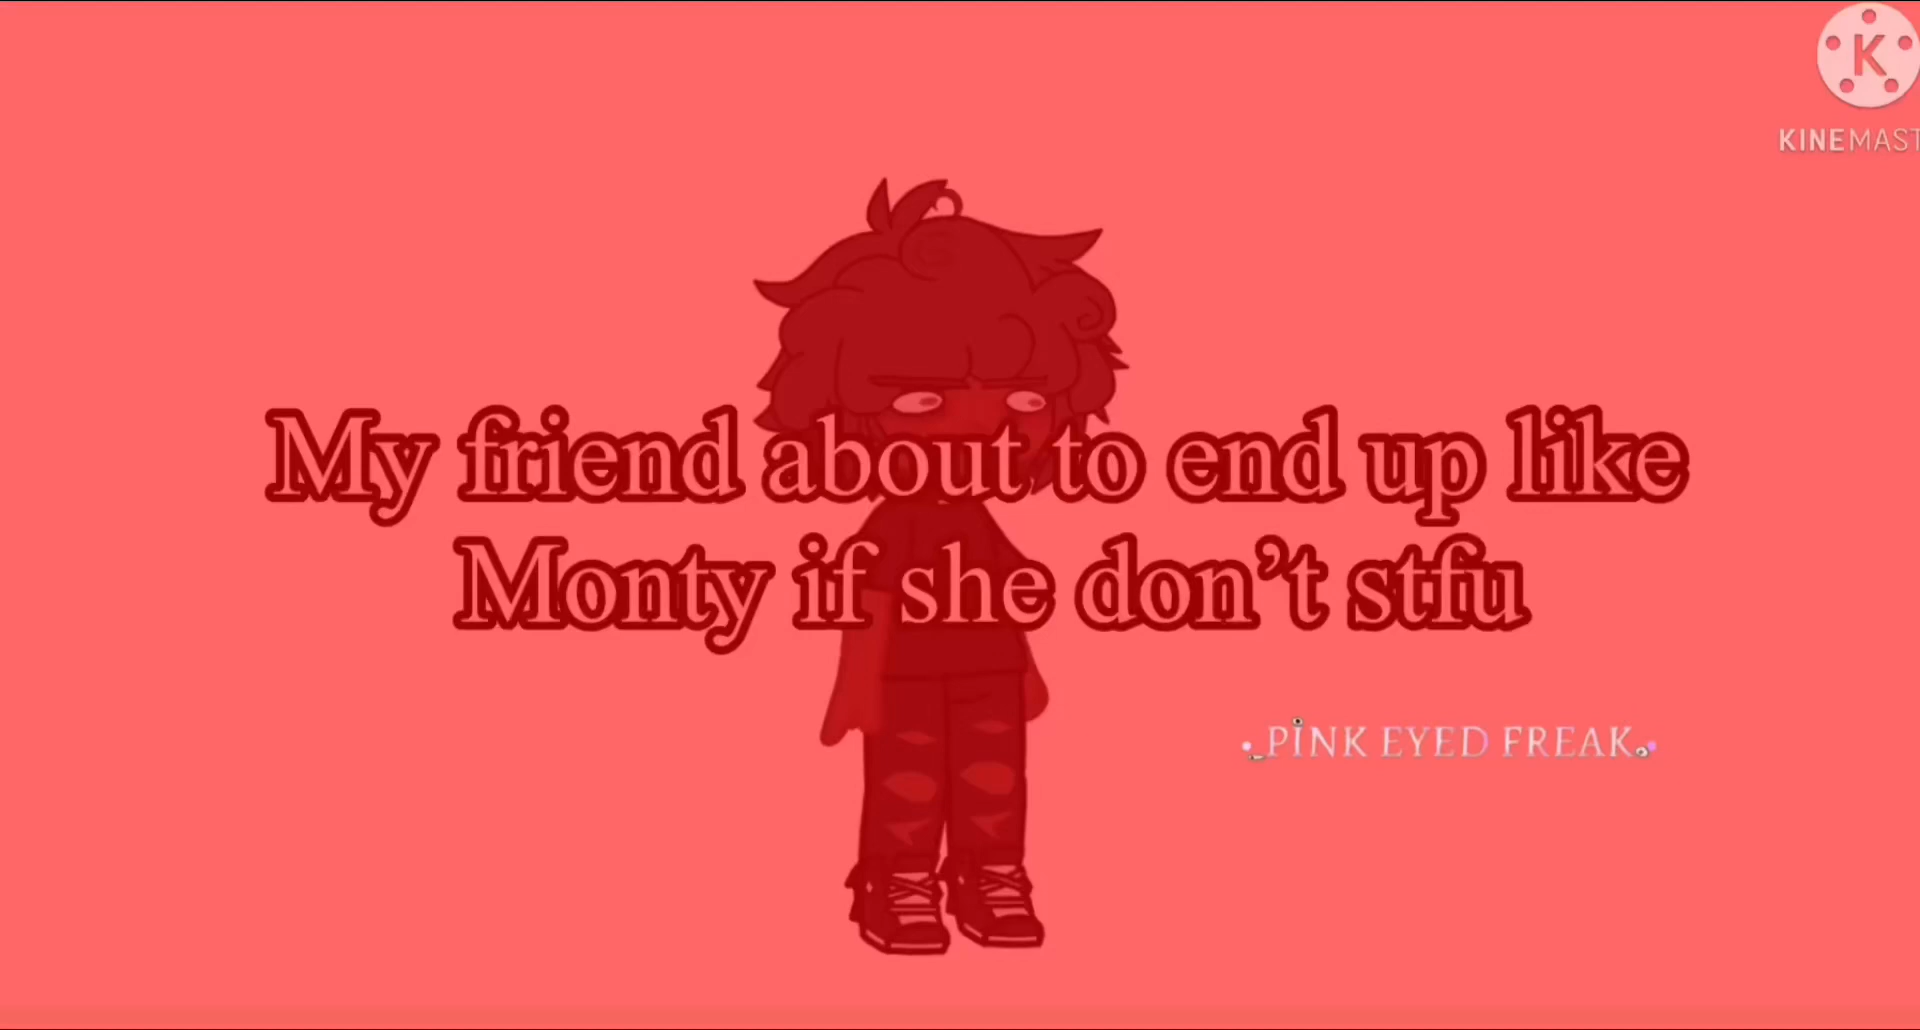 K
KINEMAST
My friend about to end up like
Monty if she don’t stfu
PINK EYED FREAK